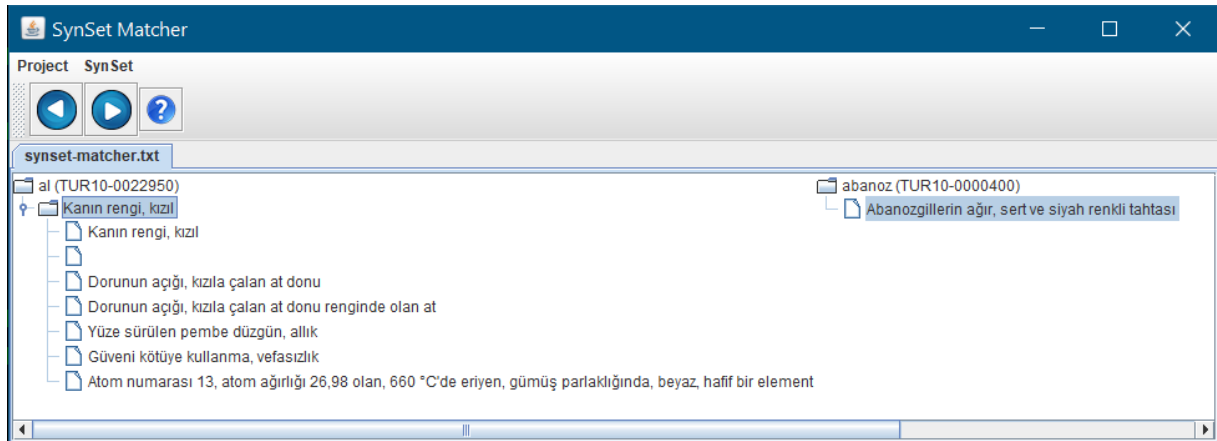 SynSet Matcher
Project SynSet
synset-matcher.txt
al (TUR10-0022950)
Kanın rengi, kızıl
Kanın rengi, kızıl
Dorunun açığı, kızıla çalan at donu
Dorunun açığı, kızıla çalan at donu renginde olan at
Yüze sürülen pembe düzgün, allık
Güveni kötüye kullanma, vefasızlık
Atom numarası 13, atom ağırlığı 26,98 olan, 660 °C'de eriyen, gümüş parlaklığında, beyaz, hafif bir element
abanoz (TUR10-0000400)
Abanozgillerin ağır, sert ve siyah renkli tahtası